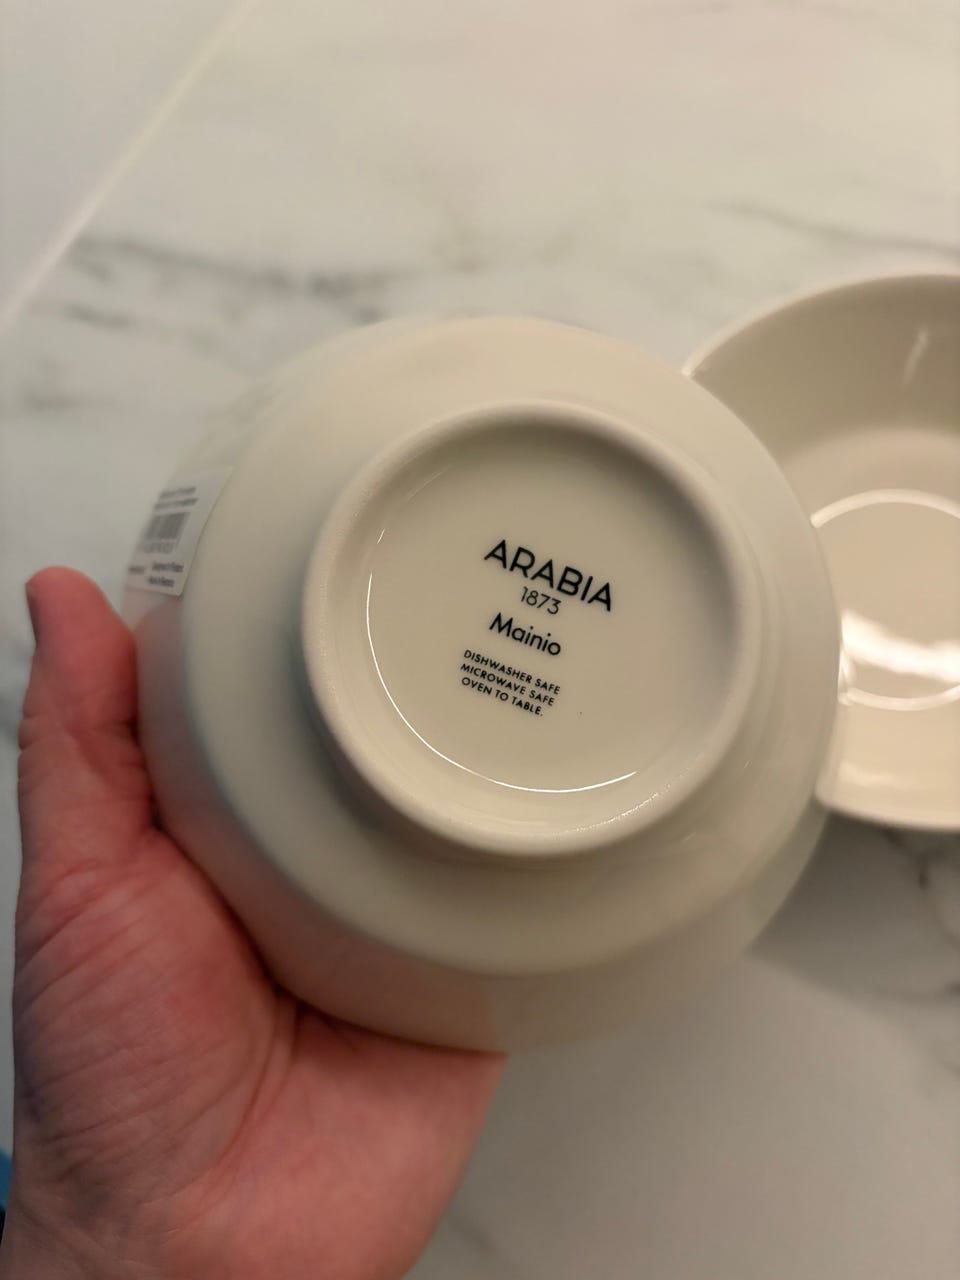 ARABIA
1873
Mainio
DISHWASHER SAFE
MICROWAVE SAFE
OVEN TO TABLE.